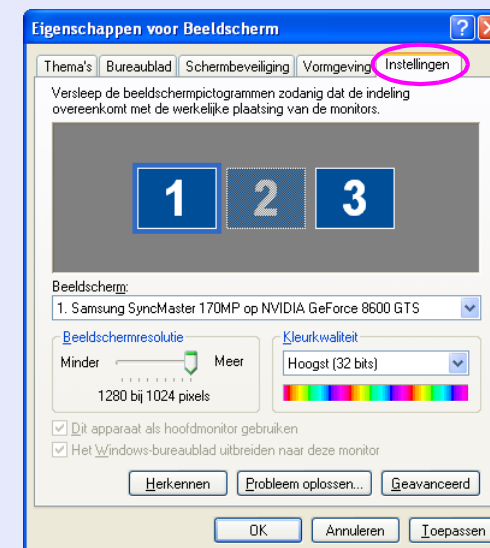 Eigenschappen voor Beeldscherm
Thema's Bureaublad Schermbeveiliging Vormgeving Instellingen
Versleep de beeldschermpictogrammen zodanig dat de indeling
overeenkomt met de werkelijke plaatsing van de monitors.
1 2 3
Beeldscherm:
1. Samsung SyncMaster 170MP op NVIDIA GeForce 8600 GTS
Beeldschermresolutie
Minder Meer
1280 bij 1024 pixels
Kleurkwaliteit
Hoogst (32 bits)
Dit apparaat als hoofdmonitor gebruiken
Het Windows-bureaublad uitbreiden naar deze monitor
Herkennen Probleem oplossen... Geavanceerd
OK Annuleren Toepassen